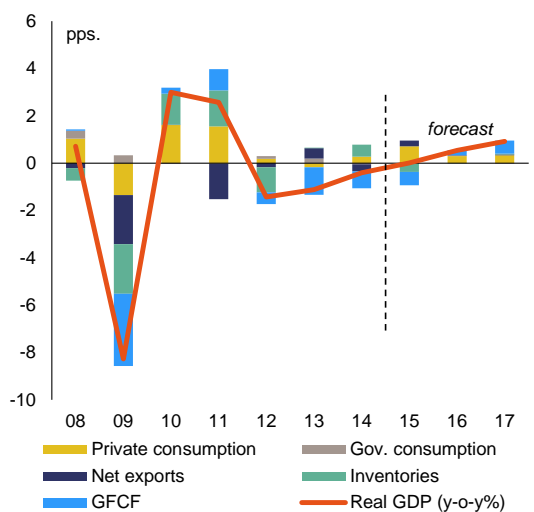 6
pps.
4
2
forecast
0
-2
-4
-6
-8
-10
08 09 10 11 12 13 14 15 16 17
Private consumption Gov. consumption
Net exports Inventories
GFCF Real GDP (y-o-y%)